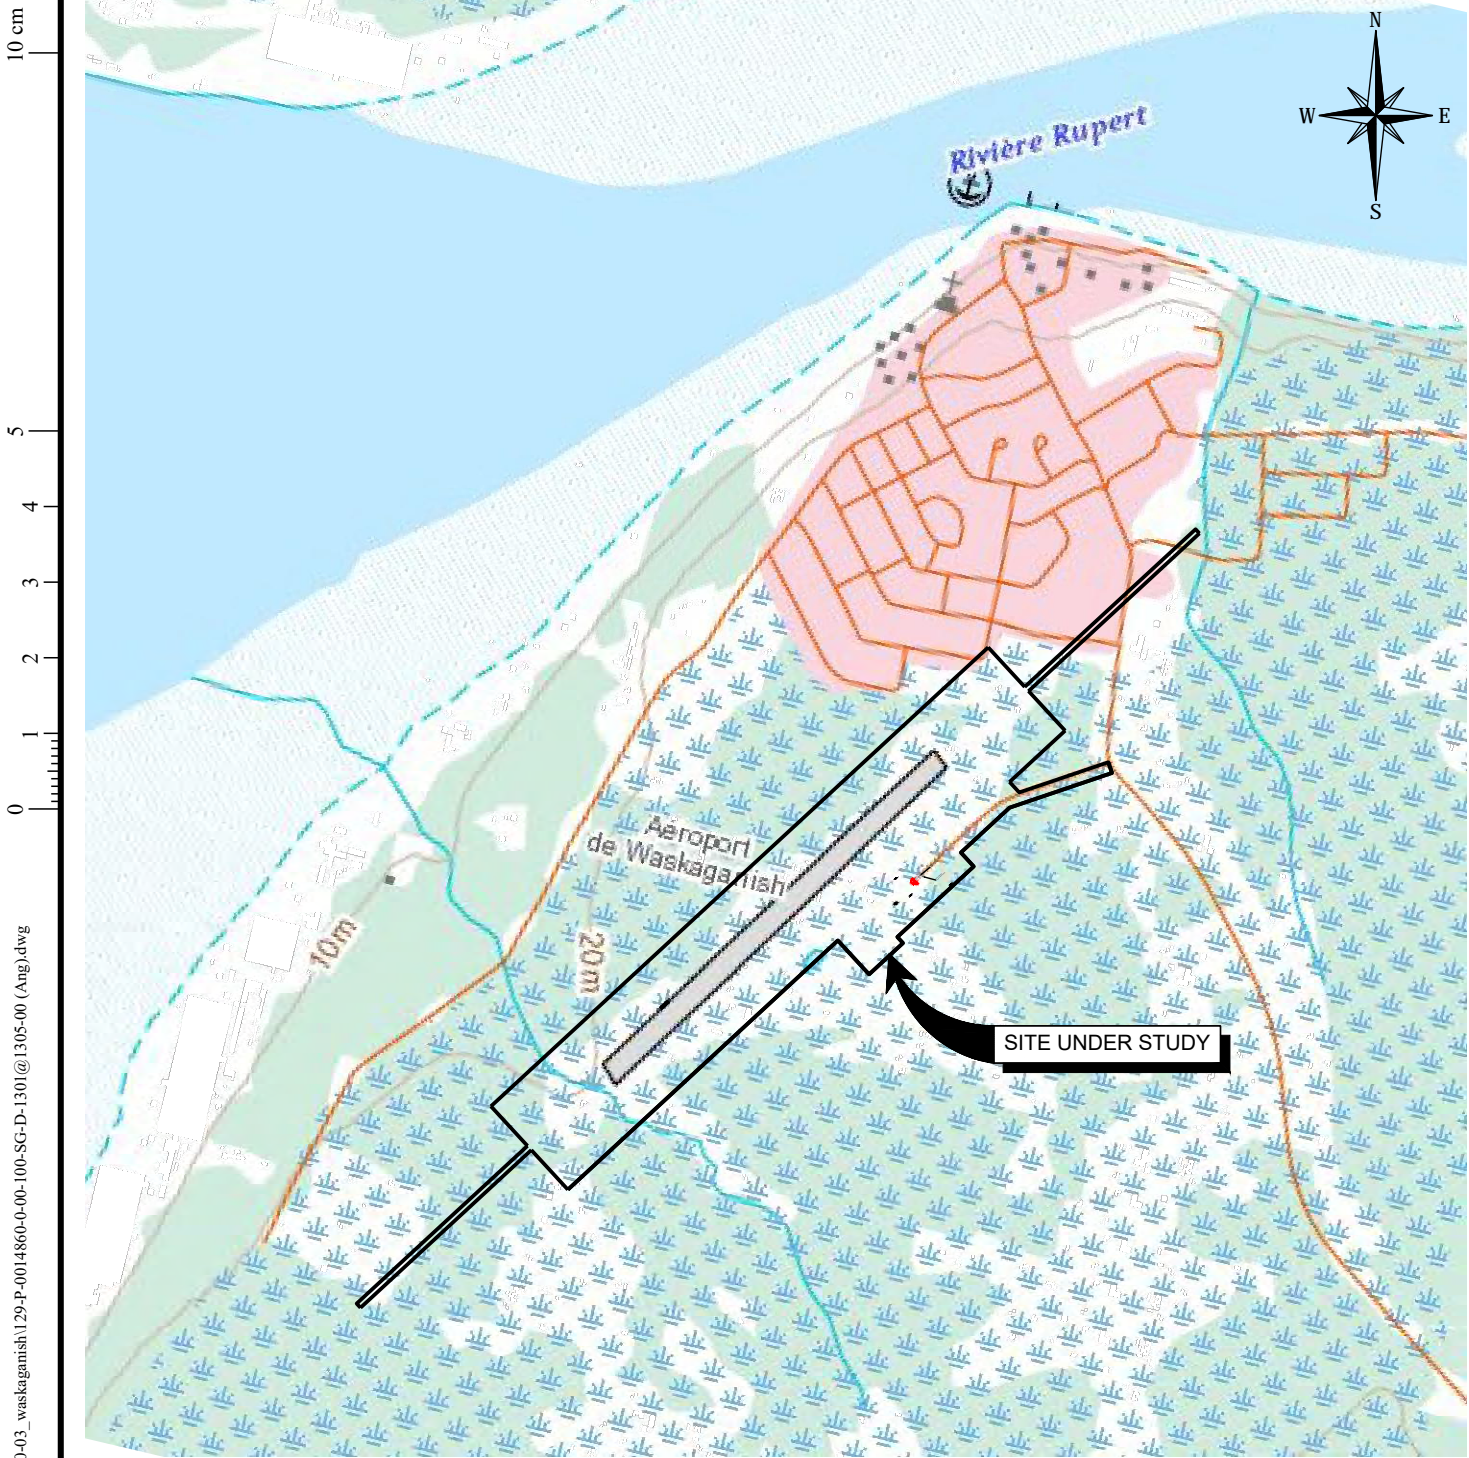 10 cm
5
4
3
2
1
0
N
W
E
S
Rivière Rupert
Aéroport
de Waskaganish
10m
20m
SITE UNDER STUDY
0-03_waskaganish\129-P-0014860-0-00-100-SG-D-1301@1305-00 (Ang).dwg